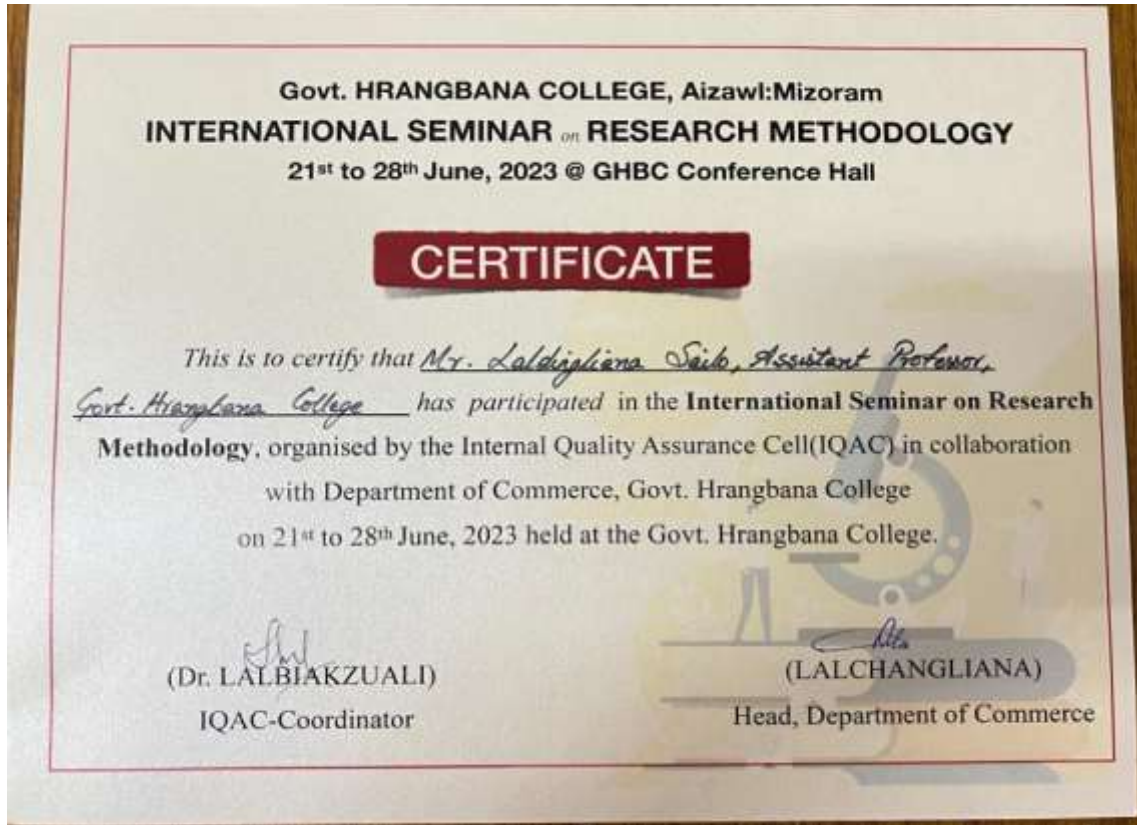 Govt. HRANGBANA COLLEGE, Aizawl:Mizoram
INTERNATIONAL SEMINAR on RESEARCH METHODOLOGY
21st to 28th June, 2023 @ GHBC Conference Hall
CERTIFICATE
This is to certify that Mr. Laldingliana Sailo, Assistant Professor,
Govt. Hrangbana College has participated in the International Seminar on Research
Methodology, organised by the Internal Quality Assurance Cell(IQAC) in collaboration
with Department of Commerce, Govt. Hrangbana College
on 21st to 28th June, 2023 held at the Govt. Hrangbana College.
(Dr. LALBIAKZUALI)
(LALCHANGLIANA)
IQAC-Coordinator
Head, Department of Commerce